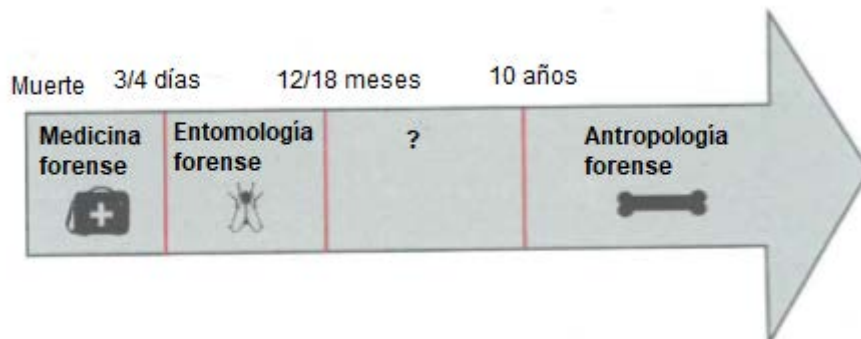 Muerte 3/4 días 12/18 meses 10 años
Medicina forense
Entomología forense
?
Antropología forense